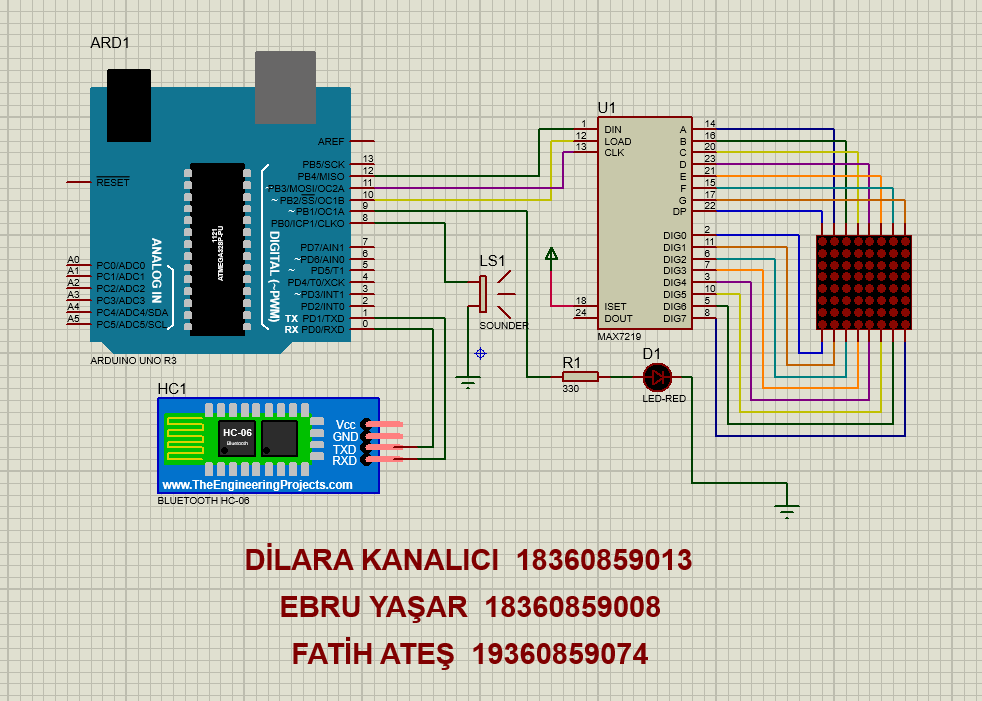 ARD1
RESET
AREF
PB5/SCK 13
PB4/MISO 12
~PB3/MOSI/OC2A 11
~PB2/SS/OC1B 10
~PB1/OC1A 9
PB0/ICP1/CLKO 8
PD7/AIN1 7
~PD6/AIN0 6
~PD5/T1 5
PD4/T0/XCK 4
~PD3/INT1 3
PD2/INT0 2
TX PD1/TXD 1
RX PD0/RXD 0
ANALOG IN
DIGITAL (~PWM)
1121
ATMEGA328P-PU
A0 PC0/ADC0
A1 PC1/ADC1
A2 PC2/ADC2
A3 PC3/ADC3
A4 PC4/ADC4/SDA
A5 PC5/ADC5/SCL
ARDUINO UNO R3
LS1
SOUNDER
U1
1 DIN
12 LOAD
13 CLK
18 ISET
24 DOUT
A 14
B 16
C 20
D 23
E 21
F 15
G 17
DP 22
DIG0 2
DIG1 11
DIG2 6
DIG3 7
DIG4 3
DIG5 10
DIG6 5
DIG7 8
MAX7219
R1
330
D1
LED-RED
HC1
HC-06
Bluetooth
Vcc
GND
TXD
RXD
www.TheEngineeringProjects.com
BLUETOOTH HC-06
DİLARA KANALICI 18360859013
EBRU YAŞAR 18360859008
FATİH ATEŞ 19360859074